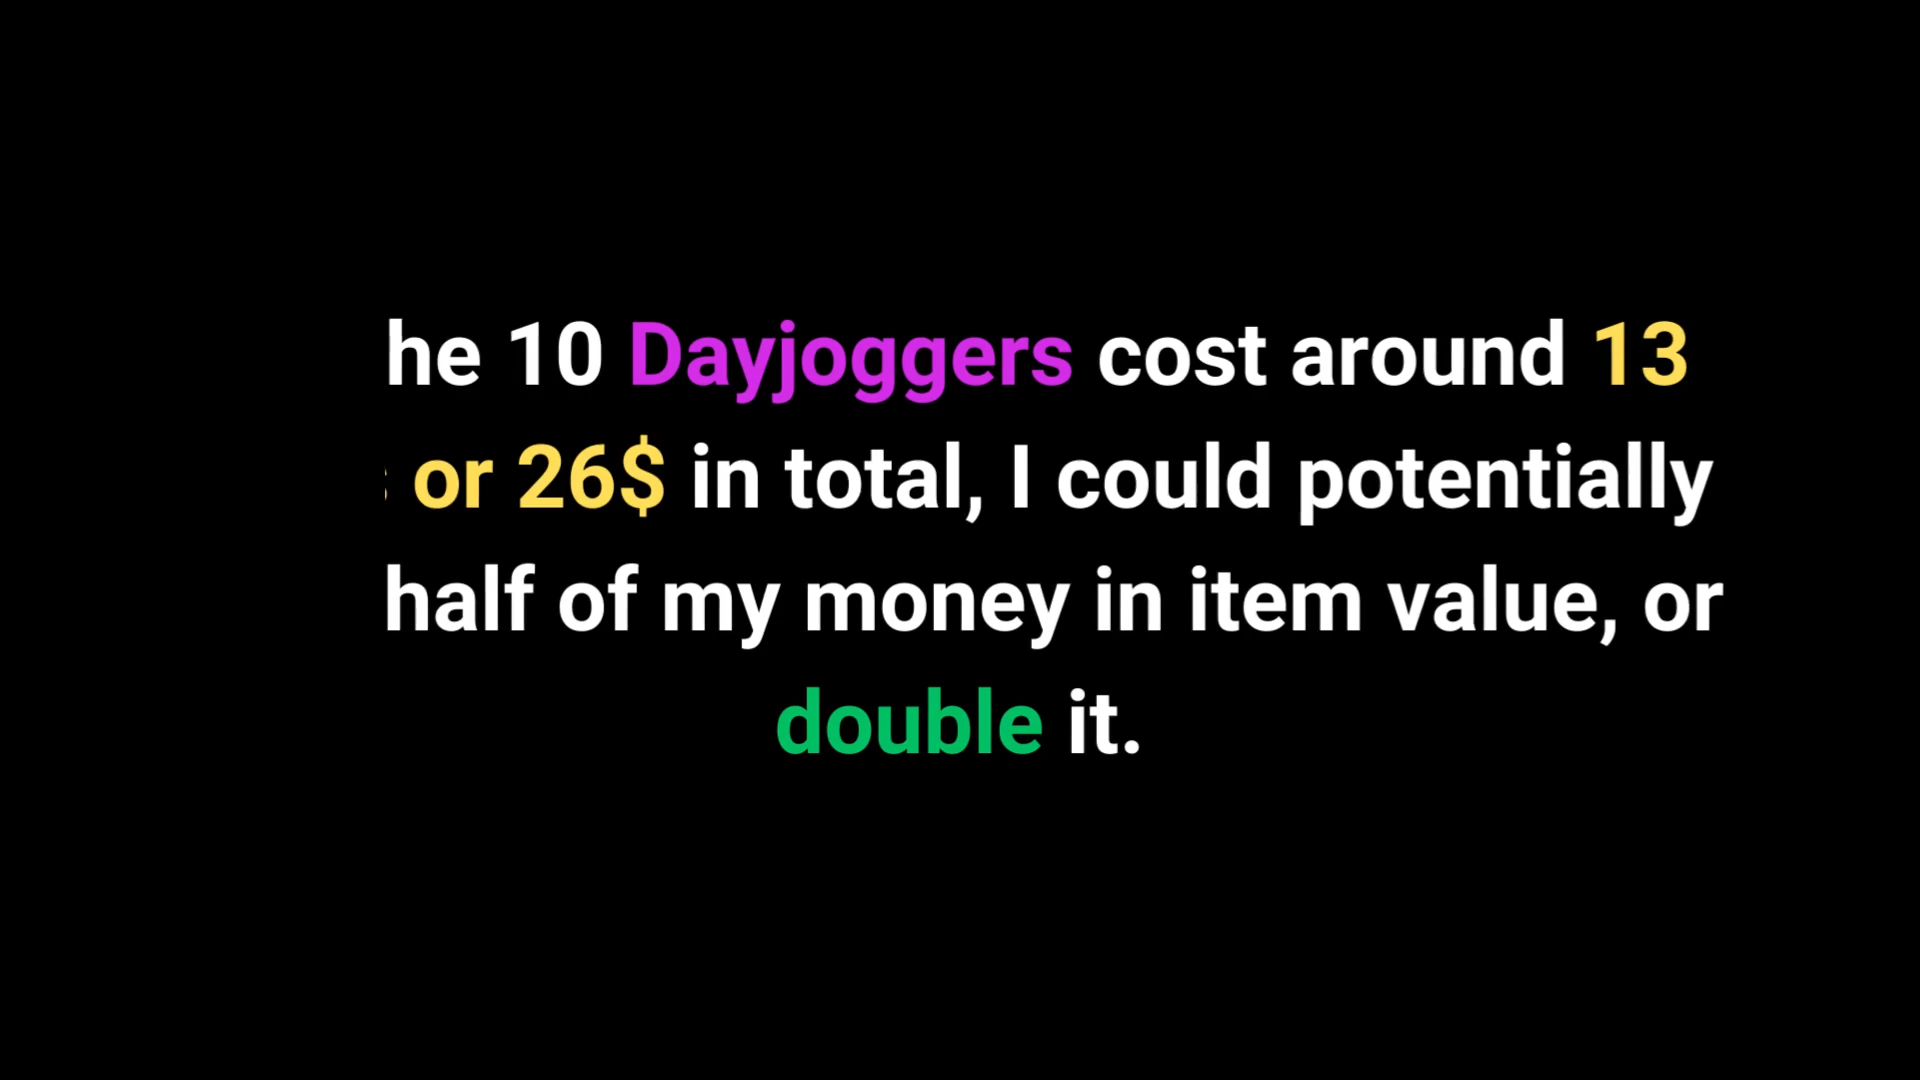 he 10 Dayjoggers cost around 13
or 26$ in total, I could potentially
half of my money in item value, or
double it.